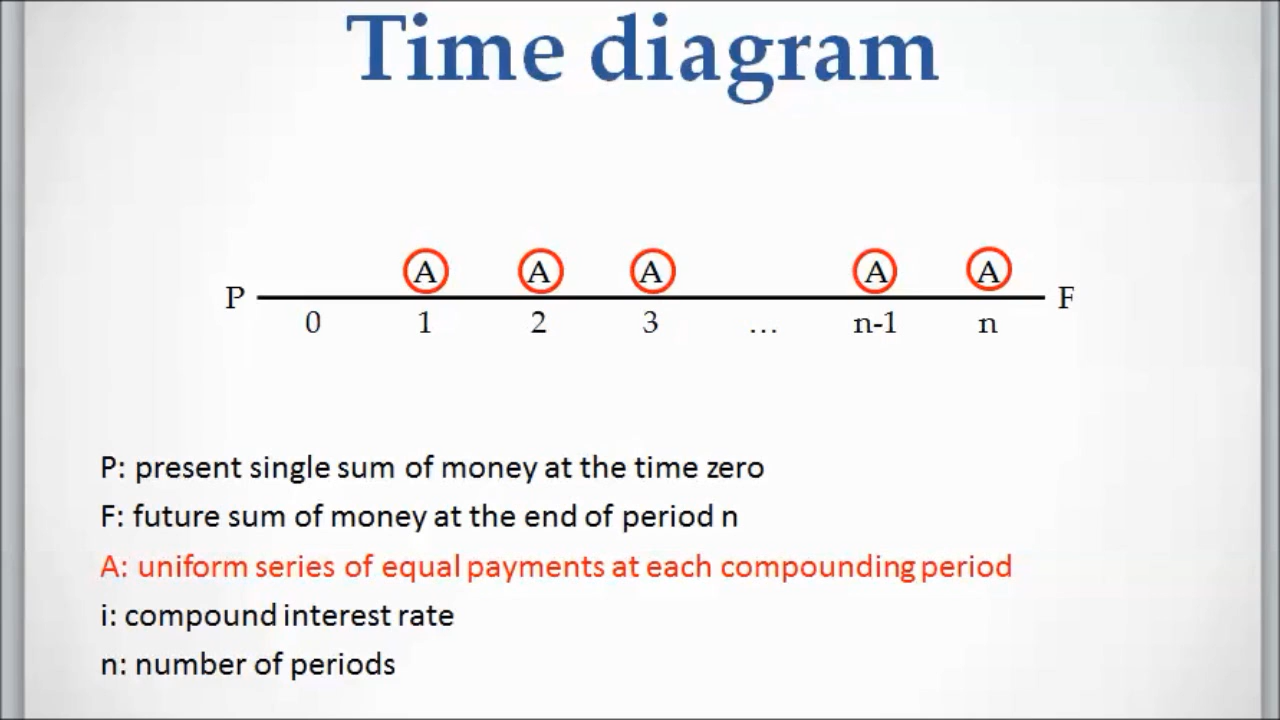 Time diagram
A A A A A
P F
0 1 2 3 ... n-1 n
P: present single sum of money at the time zero
F: future sum of money at the end of period n
A: uniform series of equal payments at each compounding period
i: compound interest rate
n: number of periods